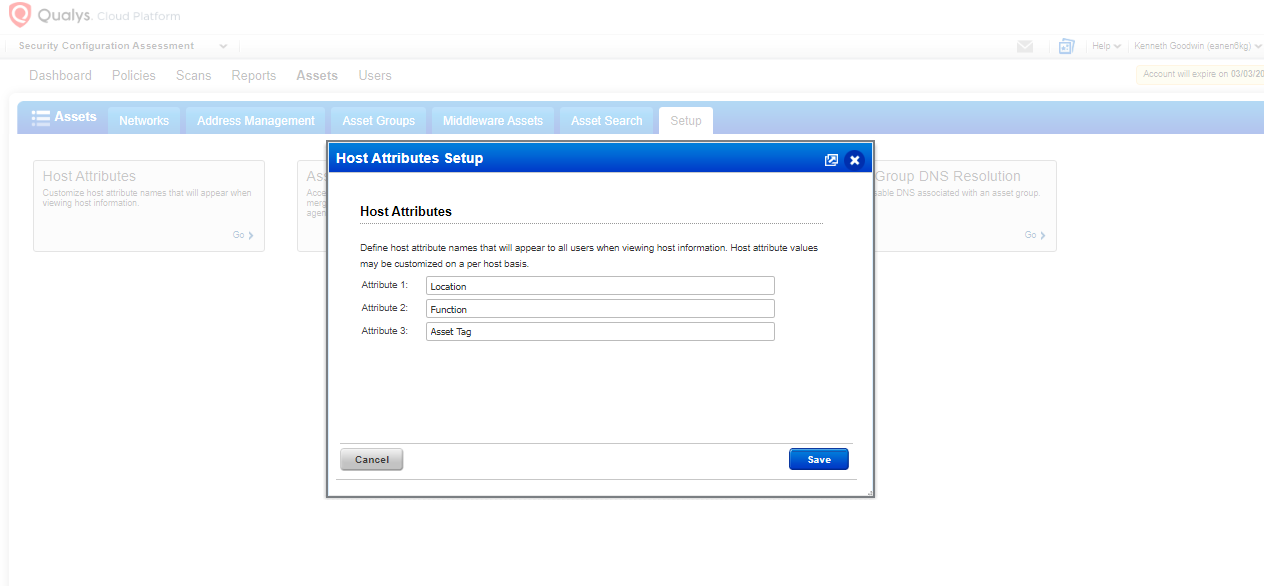 Qualys. Cloud Platform
Security Configuration Assessment
Help
Kenneth Goodwin (eanen8kg)
Dashboard Policies Scans Reports Assets Users
Account will expire on 03/03/20
Assets Networks Address Management Asset Groups Middleware Assets Asset Search Setup
Host Attributes Setup
Host Attributes
Customize host attribute names that will appear when
viewing host information.
Go
As
Acce
merg
agen
Group DNS Resolution
sable DNS associated with an asset group.
Go
Host Attributes
Define host attribute names that will appear to all users when viewing host information. Host attribute values
may be customized on a per host basis.
Attribute 1: Location
Attribute 2: Function
Attribute 3: Asset Tag
Cancel Save